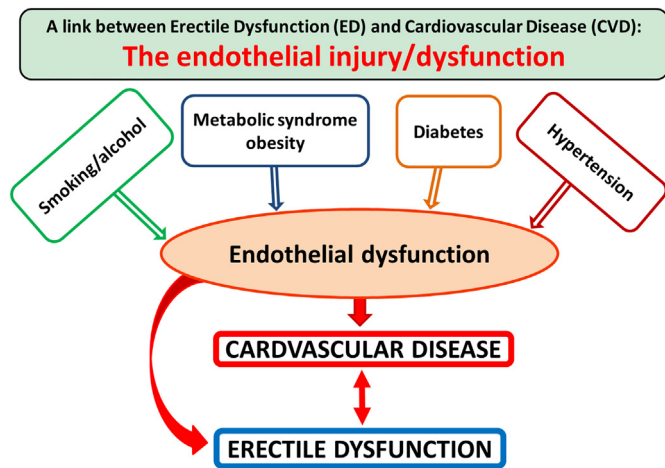 A link between Erectile Dysfunction (ED) and Cardiovascular Disease (CVD):
The endothelial injury/dysfunction
Smoking/alcohol
Metabolic syndrome
obesity
Diabetes
Hypertension
Endothelial dysfunction
CARDVASCULAR DISEASE
ERECTILE DYSFUNCTION